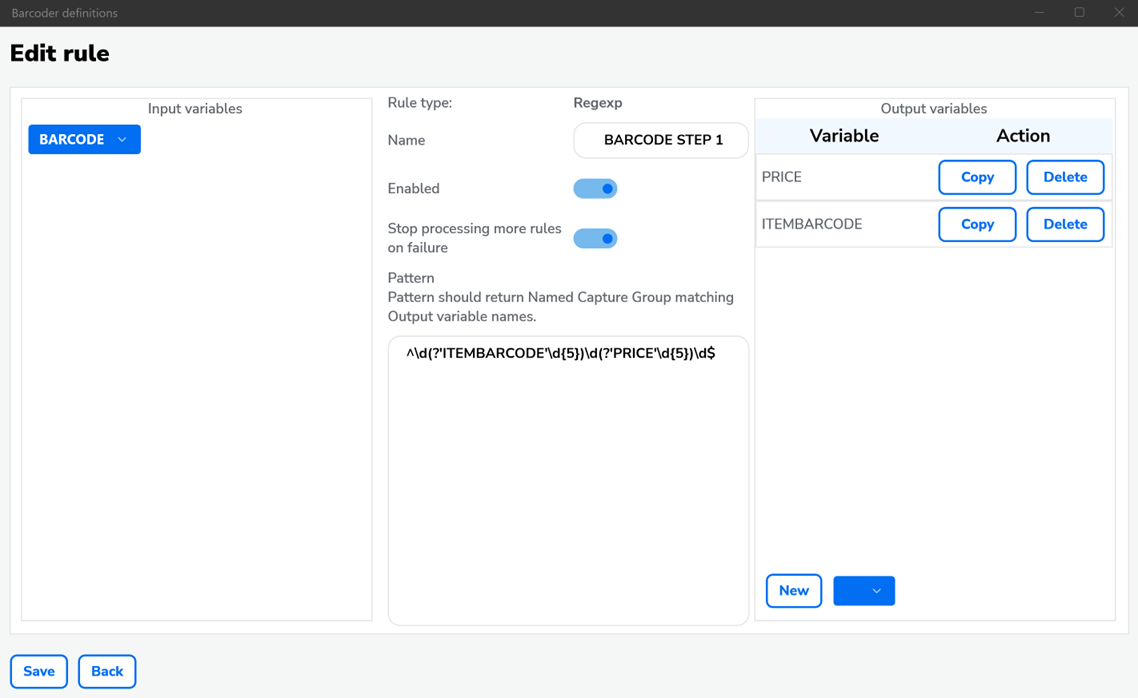 Barcoder definitions
Edit rule
Input variables
BARCODE
Rule type: Regexp
Name BARCODE STEP 1
Enabled
Stop processing more rules
on failure
Pattern
Pattern should return Named Capture Group matching
Output variable names.
^\d(?'ITEMBARCODE'\d{5})\d(?'PRICE'\d{5})\d$
Output variables
Variable Action
PRICE Copy Delete
ITEMBARCODE Copy Delete
New
Save Back